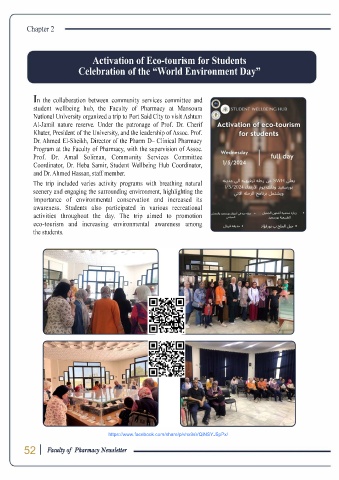 Chapter 2
Activation of Eco-tourism for Students
Celebration of the “World Environment Day”
In the collaboration between community services committee and
student wellbeing hub, the Faculty of Pharmacy at Mansoura
National University organized a trip to Port Said City to visit Ashtum
Al-Jamil nature reserve. Under the patronage of Prof. Dr. Cherif
Khater, President of the University, and the leadership of Assoc. Prof.
Dr. Ahmed El-Sheikh, Director of the Pharm D– Clinical Pharmacy
Program at the Faculty of Pharmacy, with the supervision of Assoc.
Prof. Dr. Amal Soliman, Community Services Committee
Coordinator, Dr. Heba Samir, Student Wellbeing Hub Coordinator,
and Dr. Ahmed Hassan, staff member.
The trip included varies activity programs with breathing natural
scenery and engaging the surrounding environment, highlighting the
importance of environmental conservation and increased its
awareness. Students also participated in various recreational
activities throughout the day. The trip aimed to promotion
eco-tourism and increasing environmental awareness among
the students.
STUDENT WELLBEING HUB
Activation of eco-tourism
for students
Wednesday
full day
1/5/2024
52
Faculty of Pharmacy Newsletter